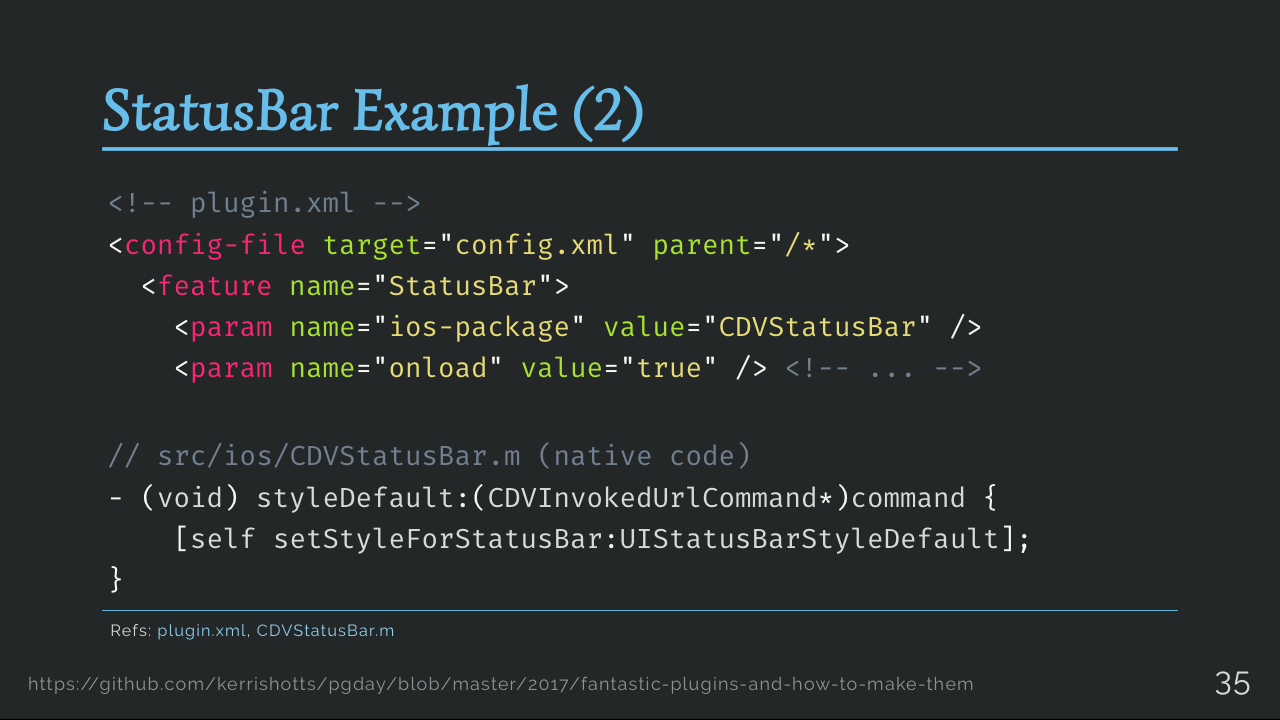 StatusBar Example (2)
<!-- plugin.xml -->
<config-file target="config.xml" parent="/*">
  <feature name="StatusBar">
    <param name="ios-package" value="CDVStatusBar" />
    <param name="onload" value="true" /> <!-- ... -->
// src/ios/CDVStatusBar.m (native code)
- (void) styleDefault:(CDVInvokedUrlCommand*)command {
    [self setStyleForStatusBar:UIStatusBarStyleDefault];
}
Refs: plugin.xml, CDVStatusBar.m
https://github.com/kerrishotts/pgday/blob/master/2017/fantastic-plugins-and-how-to-make-them
35